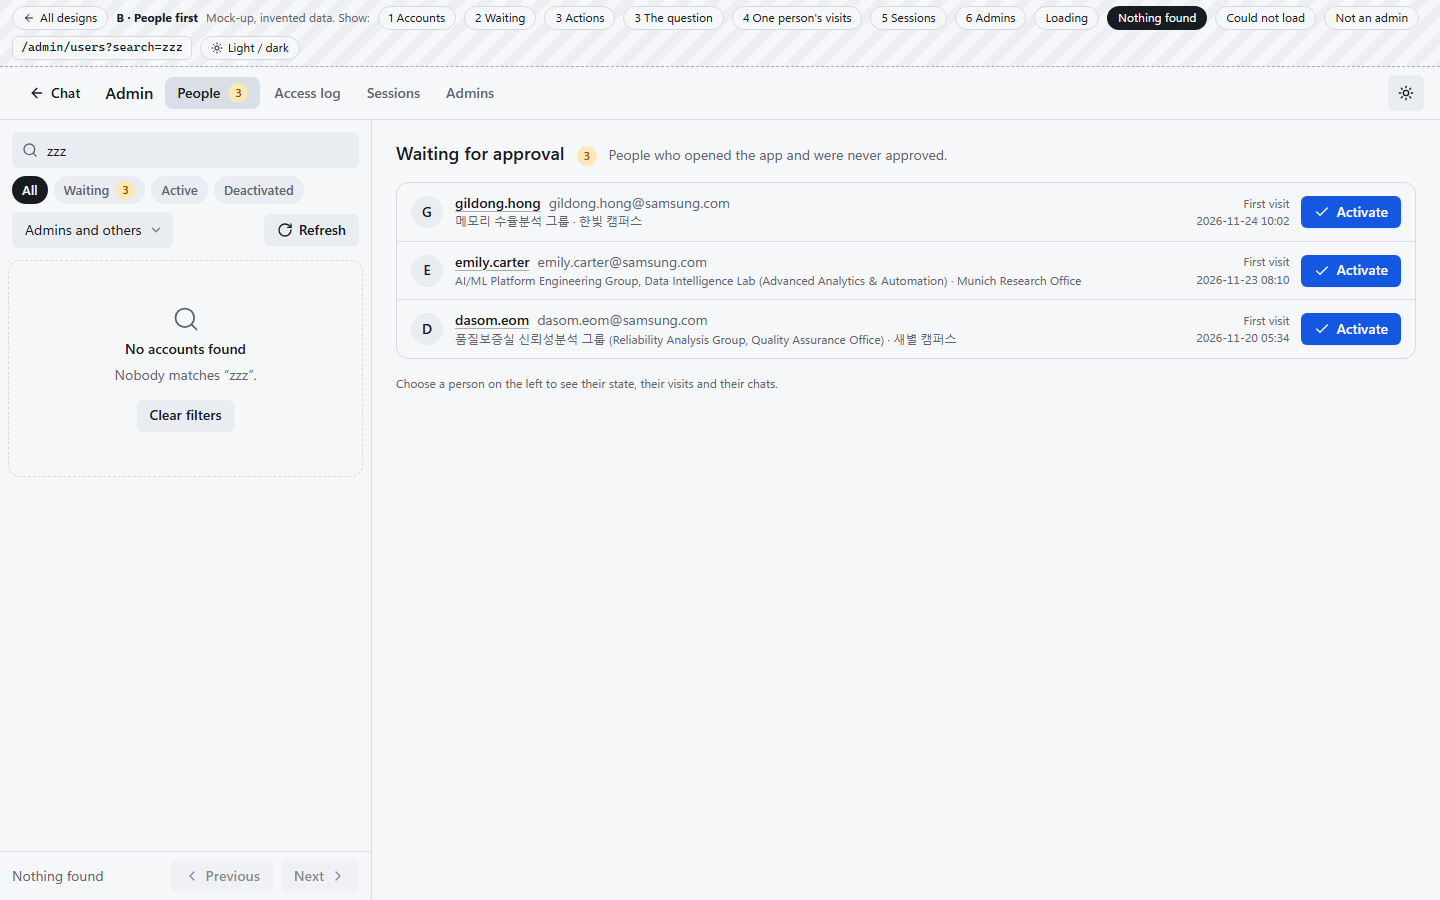 All designs B · People first Mock-up, invented data. Show: 1 Accounts 2 Waiting 3 Actions 3 The question 4 One person's visits 5 Sessions 6 Admins Loading Nothing found Could not load Not an admin
/admin/users?search=zzz Light / dark
Chat Admin People 3 Access log Sessions Admins
zzz
All Waiting 3 Active Deactivated
Admins and others Refresh
No accounts found
Nobody matches “zzz”.
Clear filters
Nothing found Previous Next
Waiting for approval 3 People who opened the app and were never approved.
G gildong.hong gildong.hong@samsung.com
메모리 수율분석 그룹 · 한빛 캠퍼스
First visit
2026-11-24 10:02
Activate
E emily.carter emily.carter@samsung.com
AI/ML Platform Engineering Group, Data Intelligence Lab (Advanced Analytics & Automation) · Munich Research Office
First visit
2026-11-23 08:10
Activate
D dasom.eom dasom.eom@samsung.com
품질보증실 신뢰성분석 그룹 (Reliability Analysis Group, Quality Assurance Office) · 새별 캠퍼스
First visit
2026-11-20 05:34
Activate
Choose a person on the left to see their state, their visits and their chats.